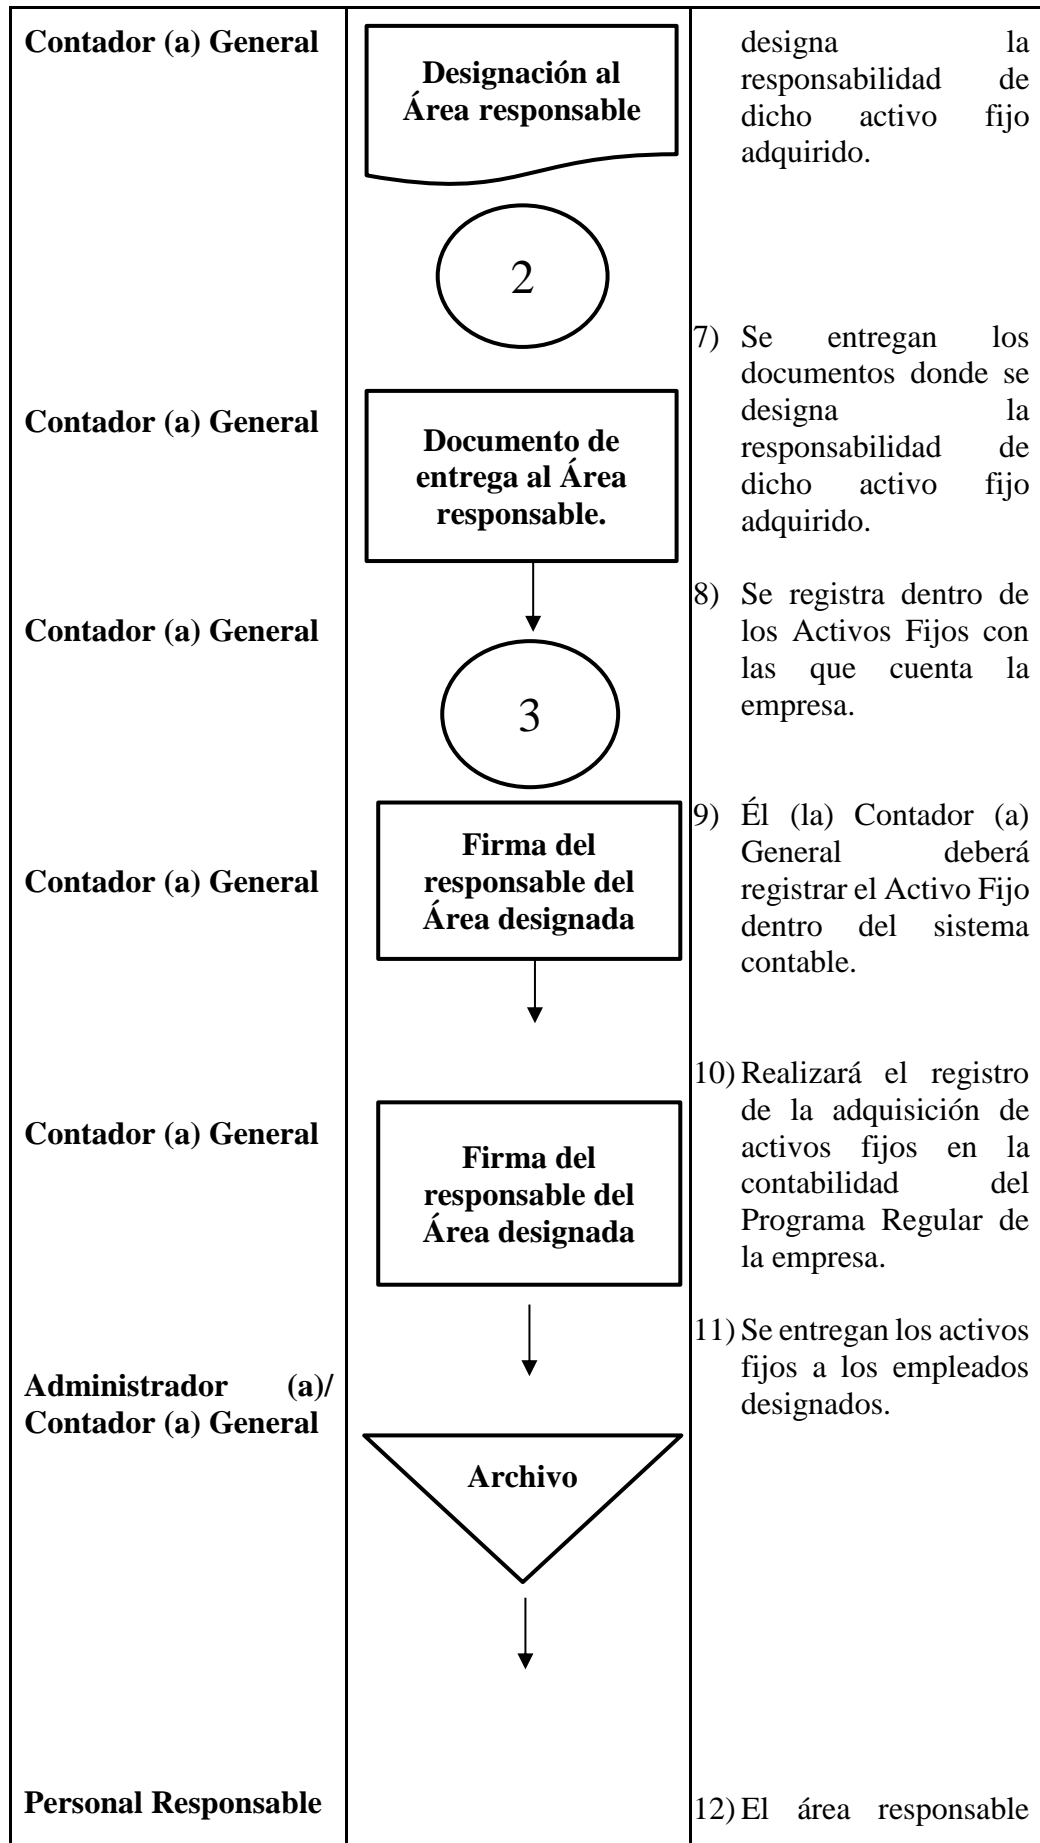 Contador (a) General
Designación al
Área responsable
designa la
responsabilidad de
dicho activo fijo
adquirido.
2
7) Se entregan los
documentos donde se
designa la
responsabilidad de
dicho activo fijo
adquirido.
Contador (a) General
Documento de
entrega al Área
responsable.
Contador (a) General
8) Se registra dentro de
los Activos Fijos con
las que cuenta la
empresa.
3
Contador (a) General
Firma del
responsable del
Área designada
9) Él (la) Contador (a)
General deberá
registrar el Activo Fijo
dentro del sistema
contable.
Contador (a) General
Firma del
responsable del
Área designada
10) Realizará el registro
de la adquisición de
activos fijos en la
contabilidad del
Programa Regular de
la empresa.
Administrador (a)/
Contador (a) General
Archivo
11) Se entregan los activos
fijos a los empleados
designados.
Personal Responsable
12) El área responsable